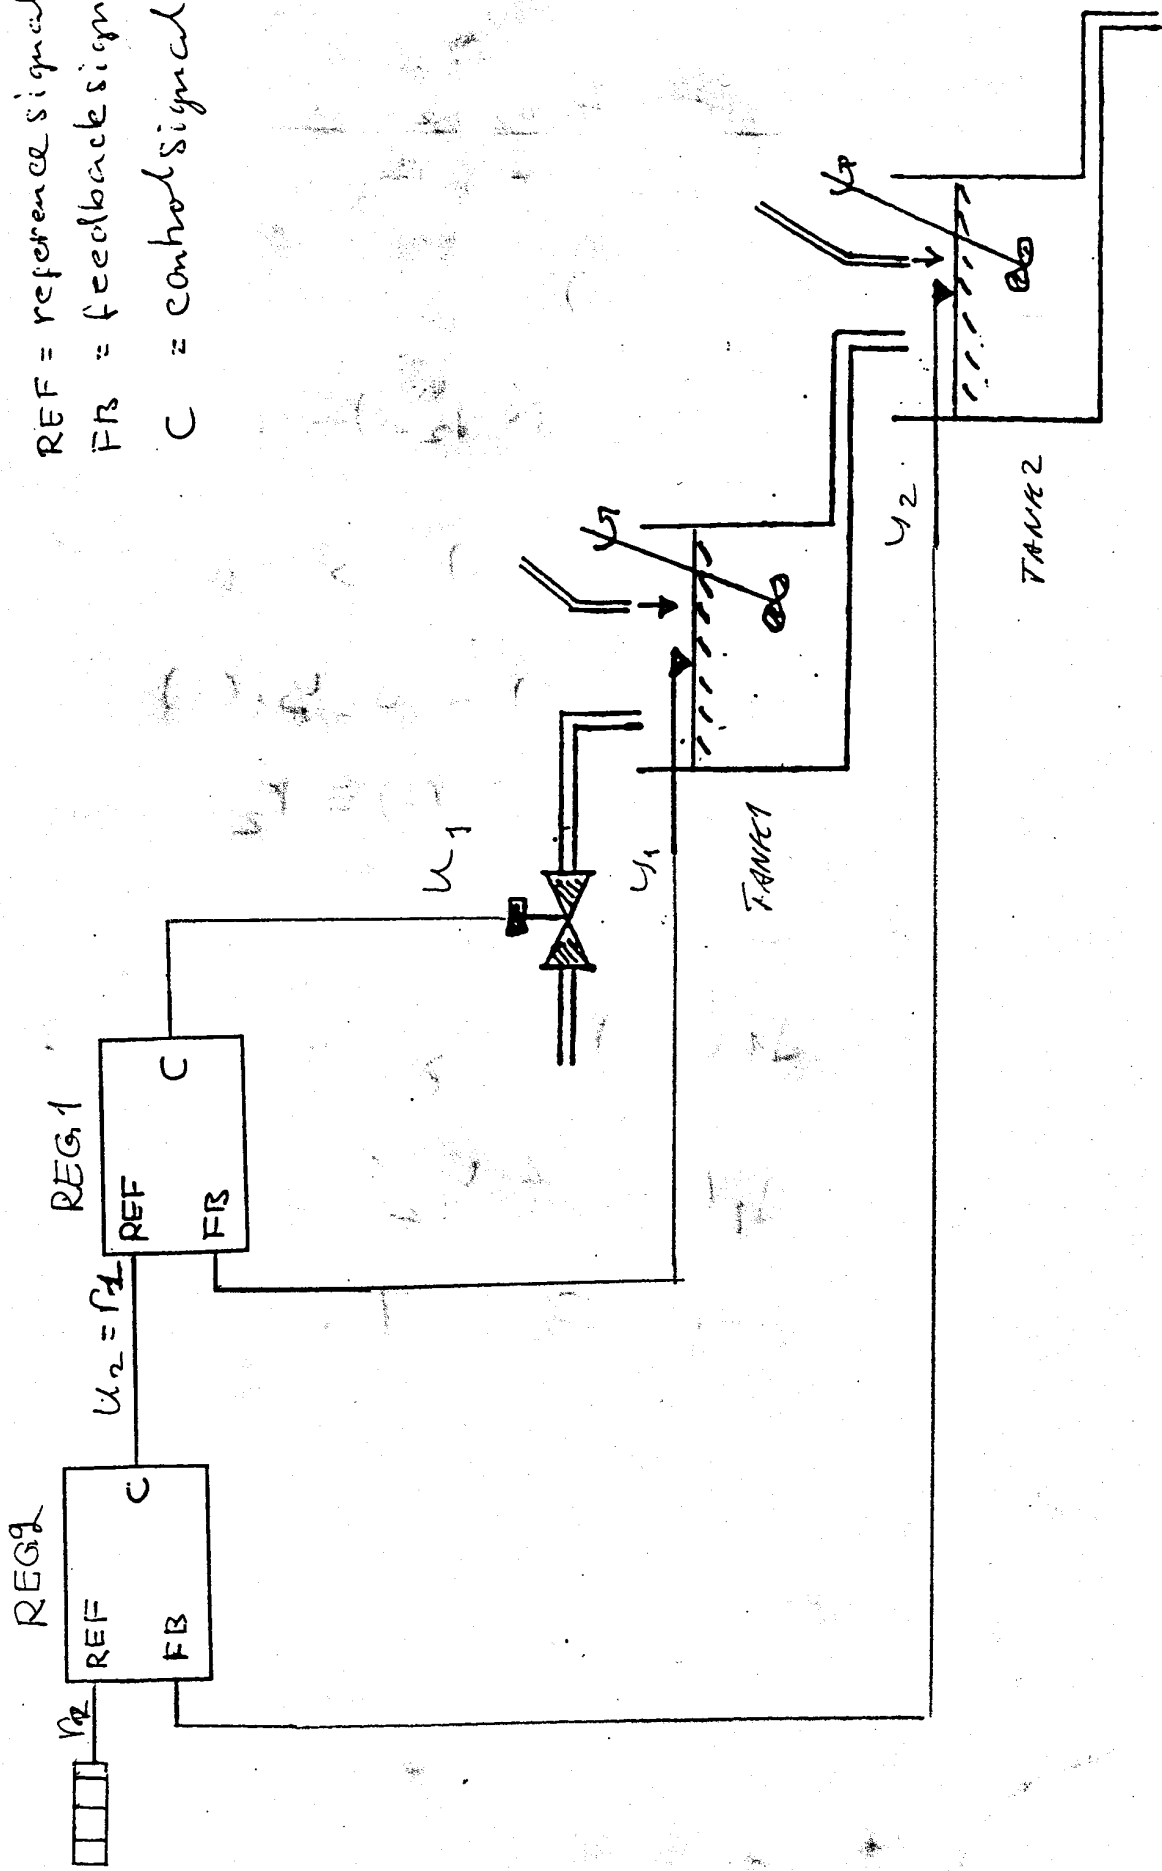 REF = reference signal
FB = feedback sign
C = control signal
REG2
REG1
r2
REF
C
FB
u2 = r1
REF
C
FB
u1
y1
TANK1
y2
TANK2